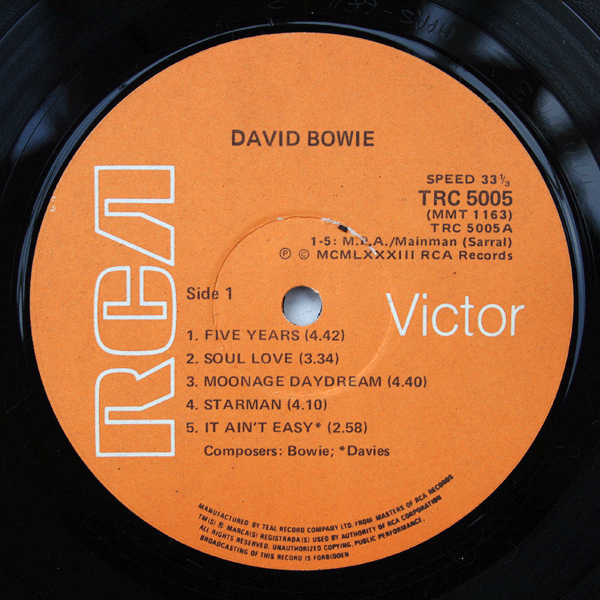 DAVID BOWIE
SPEED 33⅓
TRC 5005
(MMT 1163)
TRC 5005A
1-5: M.P.A./Mainman (Sarral)
℗ © MCMLXXXIII RCA Records
RCA
Side 1
Victor
1. FIVE YEARS (4.42)
2. SOUL LOVE (3.34)
3. MOONAGE DAYDREAM (4.40)
4. STARMAN (4.10)
5. IT AIN'T EASY* (2.58)
Composers: Bowie; *Davies
MANUFACTURED BY TEAL RECORD COMPANY LTD. FROM MASTERS OF RCA RECORDS
TM(S) ® MARCA(S) REGISTRADA(S) USED BY AUTHORITY OF RCA CORPORATION
ALL RIGHTS RESERVED. UNAUTHORIZED COPYING, PUBLIC PERFORMANCE,
BROADCASTING OF THIS RECORD IS FORBIDDEN